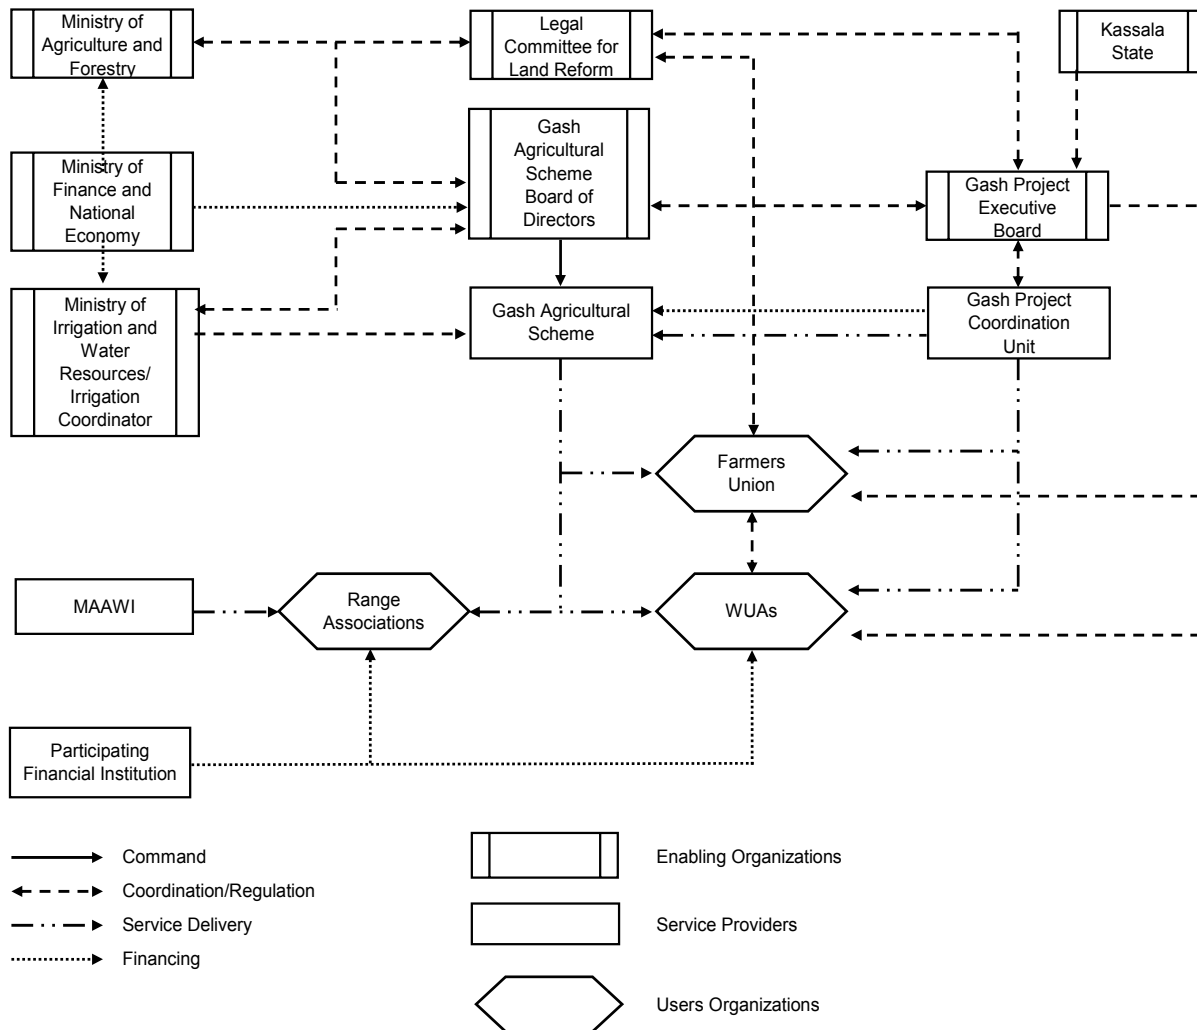 Ministry of
Agriculture and
Forestry
Legal
Committee for
Land Reform
Kassala
State
Ministry of
Finance and
National
Economy
Gash
Agricultural
Scheme
Board of
Directors
Gash Project
Executive
Board
Ministry of
Irrigation and
Water
Resources/
Irrigation
Coordinator
Gash Agricultural
Scheme
Gash Project
Coordination
Unit
Farmers
Union
MAAWI
Range
Associations
WUAs
Participating
Financial Institution
Command
Coordination/Regulation
Service Delivery
Financing
Enabling Organizations
Service Providers
Users Organizations